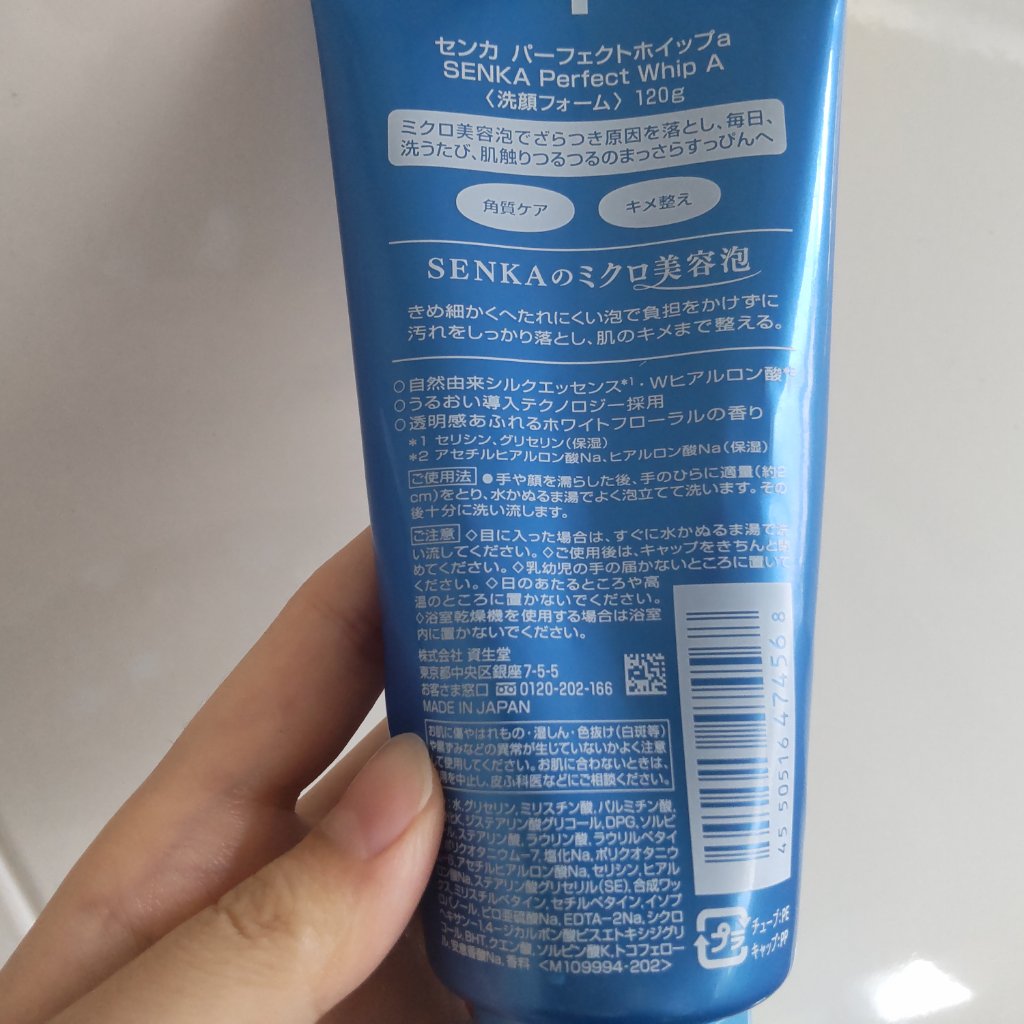 センカ パーフェクトホイップa
SENKA Perfect Whip A
〈洗顔フォーム〉 120g
ミクロ美容泡でざらつき原因を落とし、毎日、
洗うたび、肌触りつるつるのまっさらすっぴんへ
角質ケア
キメ整え
SENKAのミクロ美容泡
きめ細かくへたれにくい泡で負担をかけずに
汚れをしっかり落とし、肌のキメまで整える。
○自然由来シルクエッセンス*1・Wヒアルロン酸*2
○うるおい導入テクノロジー採用
○透明感あふれるホワイトフローラルの香り
*1 セリシン、グリセリン(保湿)
*2 アセチルヒアルロン酸Na、ヒアルロン酸Na(保湿)
ご使用法 ●手や顔を濡らした後、手のひらに適量(約2
cm)をとり、水かぬるま湯でよく泡立てて洗います。その
後十分に洗い流します。
ご注意 ◇目に入った場合は、すぐに水かぬるま湯で洗
い流してください。◇ご使用後は、キャップをきちんと閉
めてください。◇乳幼児の手の届かないところに置いて
ください。◇日のあたるところや高
温のところに置かないでください。
◇浴室乾燥機を使用する場合は浴室
内に置かないでください。
株式会社 資生堂
東京都中央区銀座7-5-5
お客さま窓口 0120-202-166
MADE IN JAPAN
4 550516 474568
お肌に傷やはれもの・湿しん・色抜け(白斑等)
や黒ずみなどの異常が生じていないかよく注意
して使用してください。お肌に合わないときは、
使用を中止し、皮ふ科医などにご相談ください。
水,グリセリン,ミリスチン酸,パルミチン酸,
水,ジステアリン酸グリコール,DPG,ソルビ
ル,ステアリン酸,ラウリン酸,ラウリルベタイ
ポリクオタニウム-7,塩化Na,ポリクオタニウ
-6,アセチルヒアルロン酸Na,セリシン,ヒアル
酸Na,ステアリン酸グリセリル(SE),合成ワッ
ス,ミリスチルベタイン,セチルベタイン,イソプ
ロパノール,ピロ亜硫酸Na,EDTA-2Na,シクロ
ヘキサン-1,4-ジカルボン酸ビスエトキシジグリ
コール,BHT,クエン酸,ソルビン酸K,トコフェロー
ル,安息香酸Na,香料 <M109994-202>
プラ
チューブ:PE
キャップ:PP